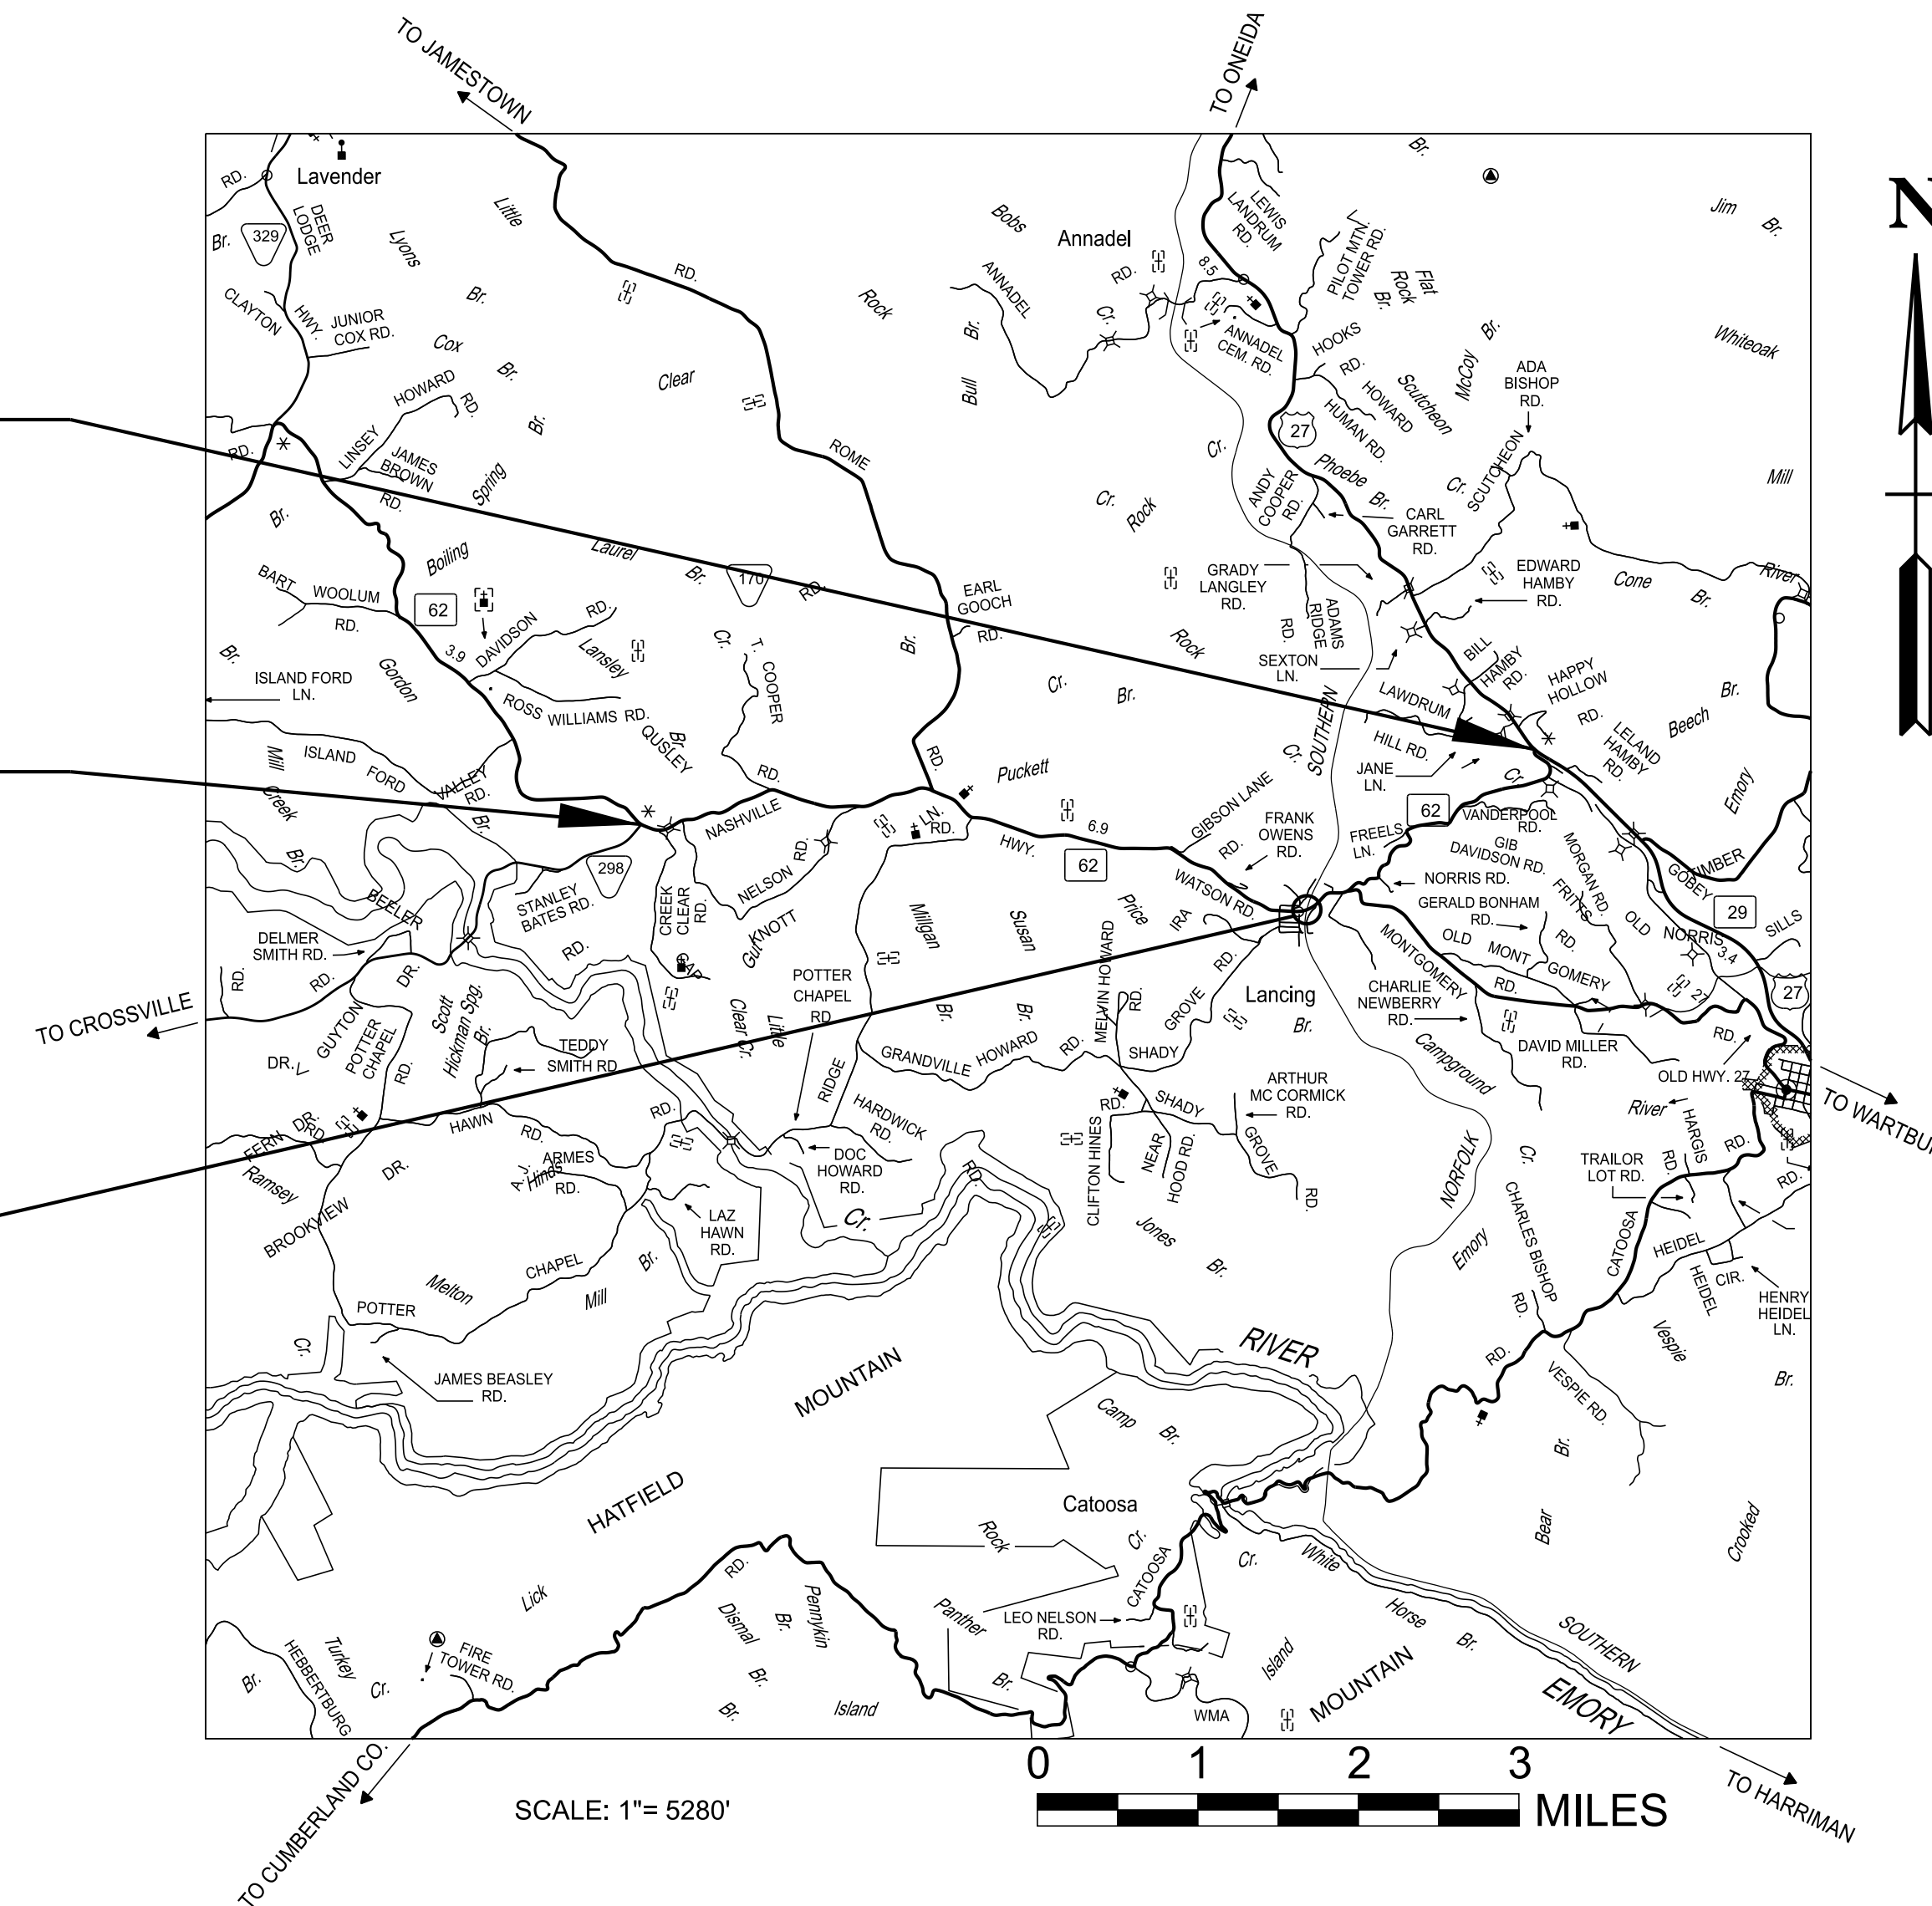 TO JAMESTOWN
TO ONEIDA
N
Lavender
RD.
DEER
LODGE
329
Br.
Lyons
Little
CLAYTON
HWY.
JUNIOR
COX RD.
Br.
Cox
Br.
HOWARD
RD.
RD.
Clear
Rock
Bobs
Annadel
RD.
ANNADEL
Cr.
Br.
Bull
8.5
LEWIS
LANDRUM
RD.
PILOT MTN.
TOWER RD.
Flat
Rock
Br.
Br.
Jim
Br.
Whiteoak
ANNADEL
CEM. RD.
HOOKS
RD.
HOWARD
HUMAN RD.
Scutcheon
McCoy
Br.
ADA
BISHOP
RD.
27
Phoebe
Br.
Cr.
SCUTCHEON
Mill
RD.
LINSEY
JAMES
BROWN
RD.
Spring
Br.
Br.
Boiling
Laurel
Br.
170
RD.
ROME
Cr.
Cr.
Rock
ANDY
COOPER
RD.
CARL
GARRETT
RD.
GRADY
LANGLEY
RD.
ADAMS
RIDGE
RD.
EDWARD
HAMBY
RD.
Cone
Br.
River
BART
WOOLUM
RD.
62
3.9
DAVIDSON
RD.
Lansley
Cr.
T.
COOPER
Br.
EARL
GOOCH
RD.
Rock
SEXTON
LN.
BILL
HAMBY
RD.
HAPPY
HOLLOW
RD.
Br.
Beech
Br.
ISLAND FORD
LN.
Gordon
ROSS
WILLIAMS RD.
QUSLEY
Br.
Cr.
Br.
Cr.
SOUTHERN
LAWDRUM
HILL RD.
JANE
LN.
Cr.
LELAND
HAMBY
RD.
Emory
ISLAND
FORD
VALLEY
RD.
Mill
Creek
Br.
Br.
RD.
RD.
Puckett
NASHVILLE
LN.
RD.
HWY.
6.9
62
GIBSON LANE
RD.
FRANK
OWENS
RD.
62
FREELS
LN.
VANDERPOOL
RD.
GIB
DAVIDSON RD.
MORGAN RD.
TIMBER
GOBEY
29
BEELER
298
STANLEY
BATES RD.
RD.
CREEK
CLEAR
RD.
GAP
NELSON
RD.
KNOTT
Gut
Milgan
Br.
Susan
Br.
Price
IRA
WATSON RD.
RD.
NORRIS RD.
GERALD BONHAM
RD.
FRITTS
RD.
OLD
NORRIS
3.4
SILLS
DELMER
SMITH RD.
RD.
RD.
DR.
TO CROSSVILLE
GUYTON
POTTER
CHAPEL
RD.
DR.
Scott
Hickman Spg.
Br.
TEDDY
SMITH RD
Clear Cr.
Little
POTTER
CHAPEL
RD.
RIDGE
GRANDVILLE
HOWARD
RD.
MELVIN HOWARD
RD.
GROVE
SHADY
Lancing
Br.
MONTGOMERY
OLD
MONT
GOMERY
RD.
CHARLIE
NEWBERRY
RD.
Campground
DAVID MILLER
RD.
27
27
RD.
OLD HWY. 27
TO WARTBU
FERN
DR.
RD.
HAWN
RD.
RD.
ARMES
RD.
A. J.
Hinds
HARDWICK
RD.
DOC
HOWARD
RD.
RD.
RD.
SHADY
ARTHUR
MC CORMICK
RD.
GROVE
RD.
CLIFTON HINES
NEAR
HOOD RD.
NORFOLK
Cr.
River
HARGIS
RD.
RD.
TRAILOR
LOT RD.
RD.
Ramsey
BROOKVIEW
DR.
LAZ
HAWN
RD.
Cr.
Jones
Br.
Emory
CHARLES BISHOP
RD.
CATOOSA
HEIDEL
HEIDEL
CIR.
HENRY
HEIDEL
LN.
Melton
CHAPEL
Mill
Br.
POTTER
Cr.
JAMES BEASLEY
RD.
MOUNTAIN
RIVER
RD.
VESPIE RD.
Vespie
Br.
Camp
Br.
HATFIELD
Catoosa
Br.
Bear
Crooked
Rock
Cr.
Cr.
White
CATOOSA
Lick
RD.
Dismal
Br.
Pennykin
Panther
LEO NELSON
RD.
Horse
Br.
SOUTHERN
HEBBERTBURG
Turkey
Cr.
Br.
FIRE
TOWER RD.
Br.
Br.
Island
Br.
WMA
Island
MOUNTAIN
EMORY
TO CUMBERLAND CO.
SCALE: 1"= 5280'
0 1 2 3
MILES
TO HARRIMAN